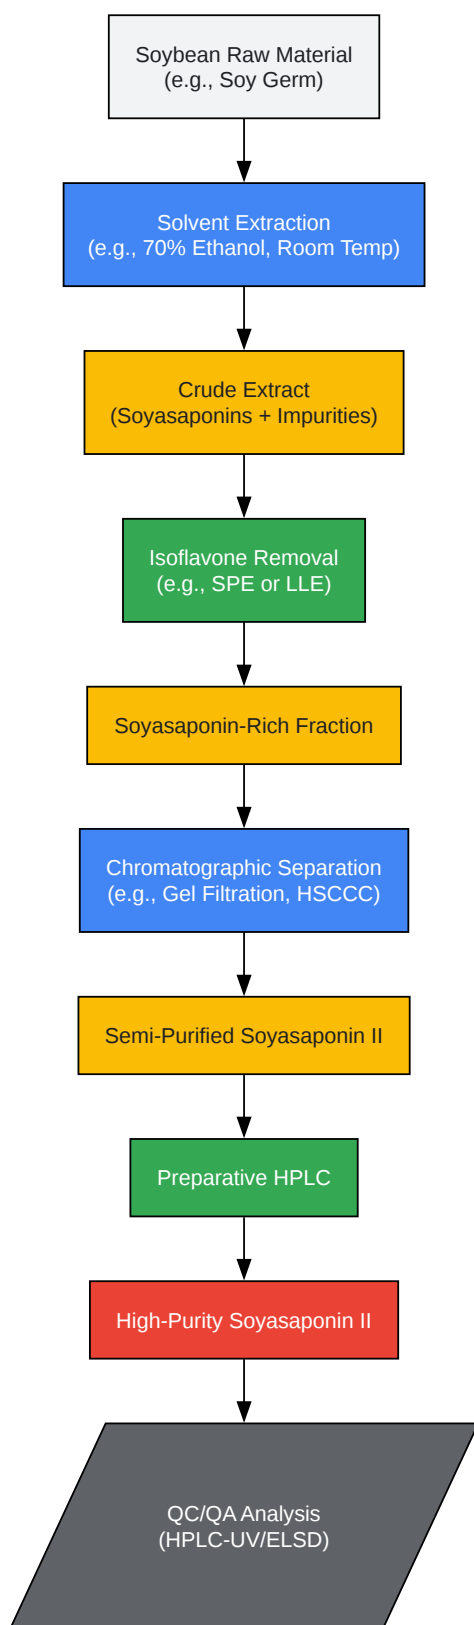 Soybean Raw Material
(e.g., Soy Germ)
Solvent Extraction
(e.g., 70% Ethanol, Room Temp)
Crude Extract
(Soyasaponins + Impurities)
Isoflavone Removal
(e.g., SPE or LLE)
Soyasaponin-Rich Fraction
Chromatographic Separation
(e.g., Gel Filtration, HSCCC)
Semi-Purified Soyasaponin II
Preparative HPLC
High-Purity Soyasaponin II
QC/QA Analysis
(HPLC-UV/ELSD)